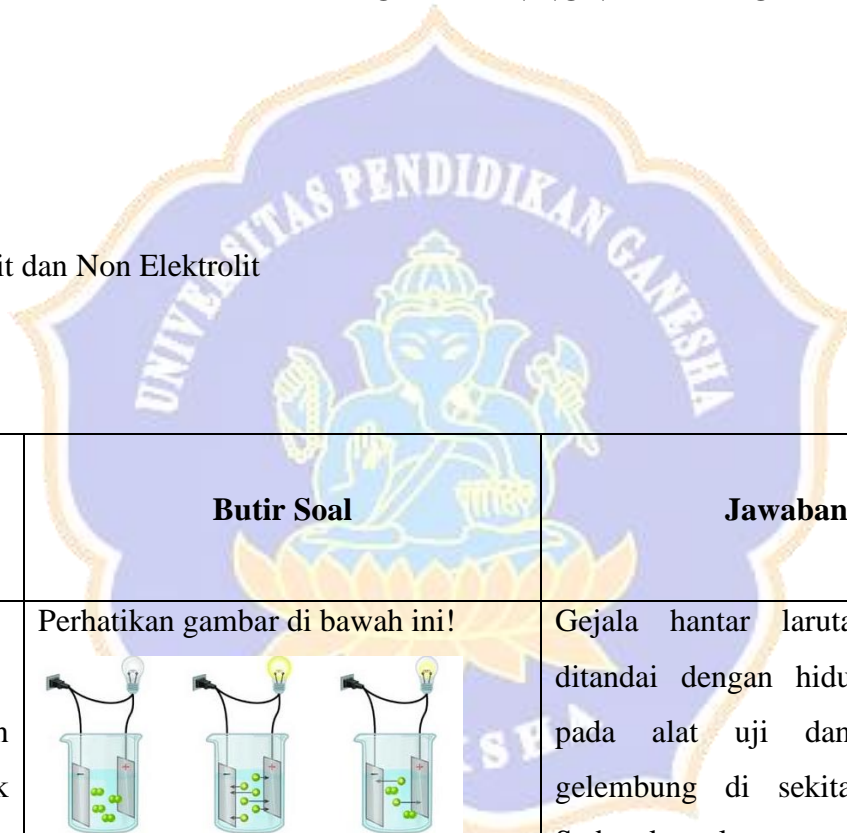 UNIVERSITAS PENDIDIKAN GANESHA
it dan Non Elektrolit
Butir Soal
Jawaban
Perhatikan gambar di bawah ini!
Gejala hantar laruta
ditandai dengan hidu
pada alat uji dan
gelembung di sekita
n
k